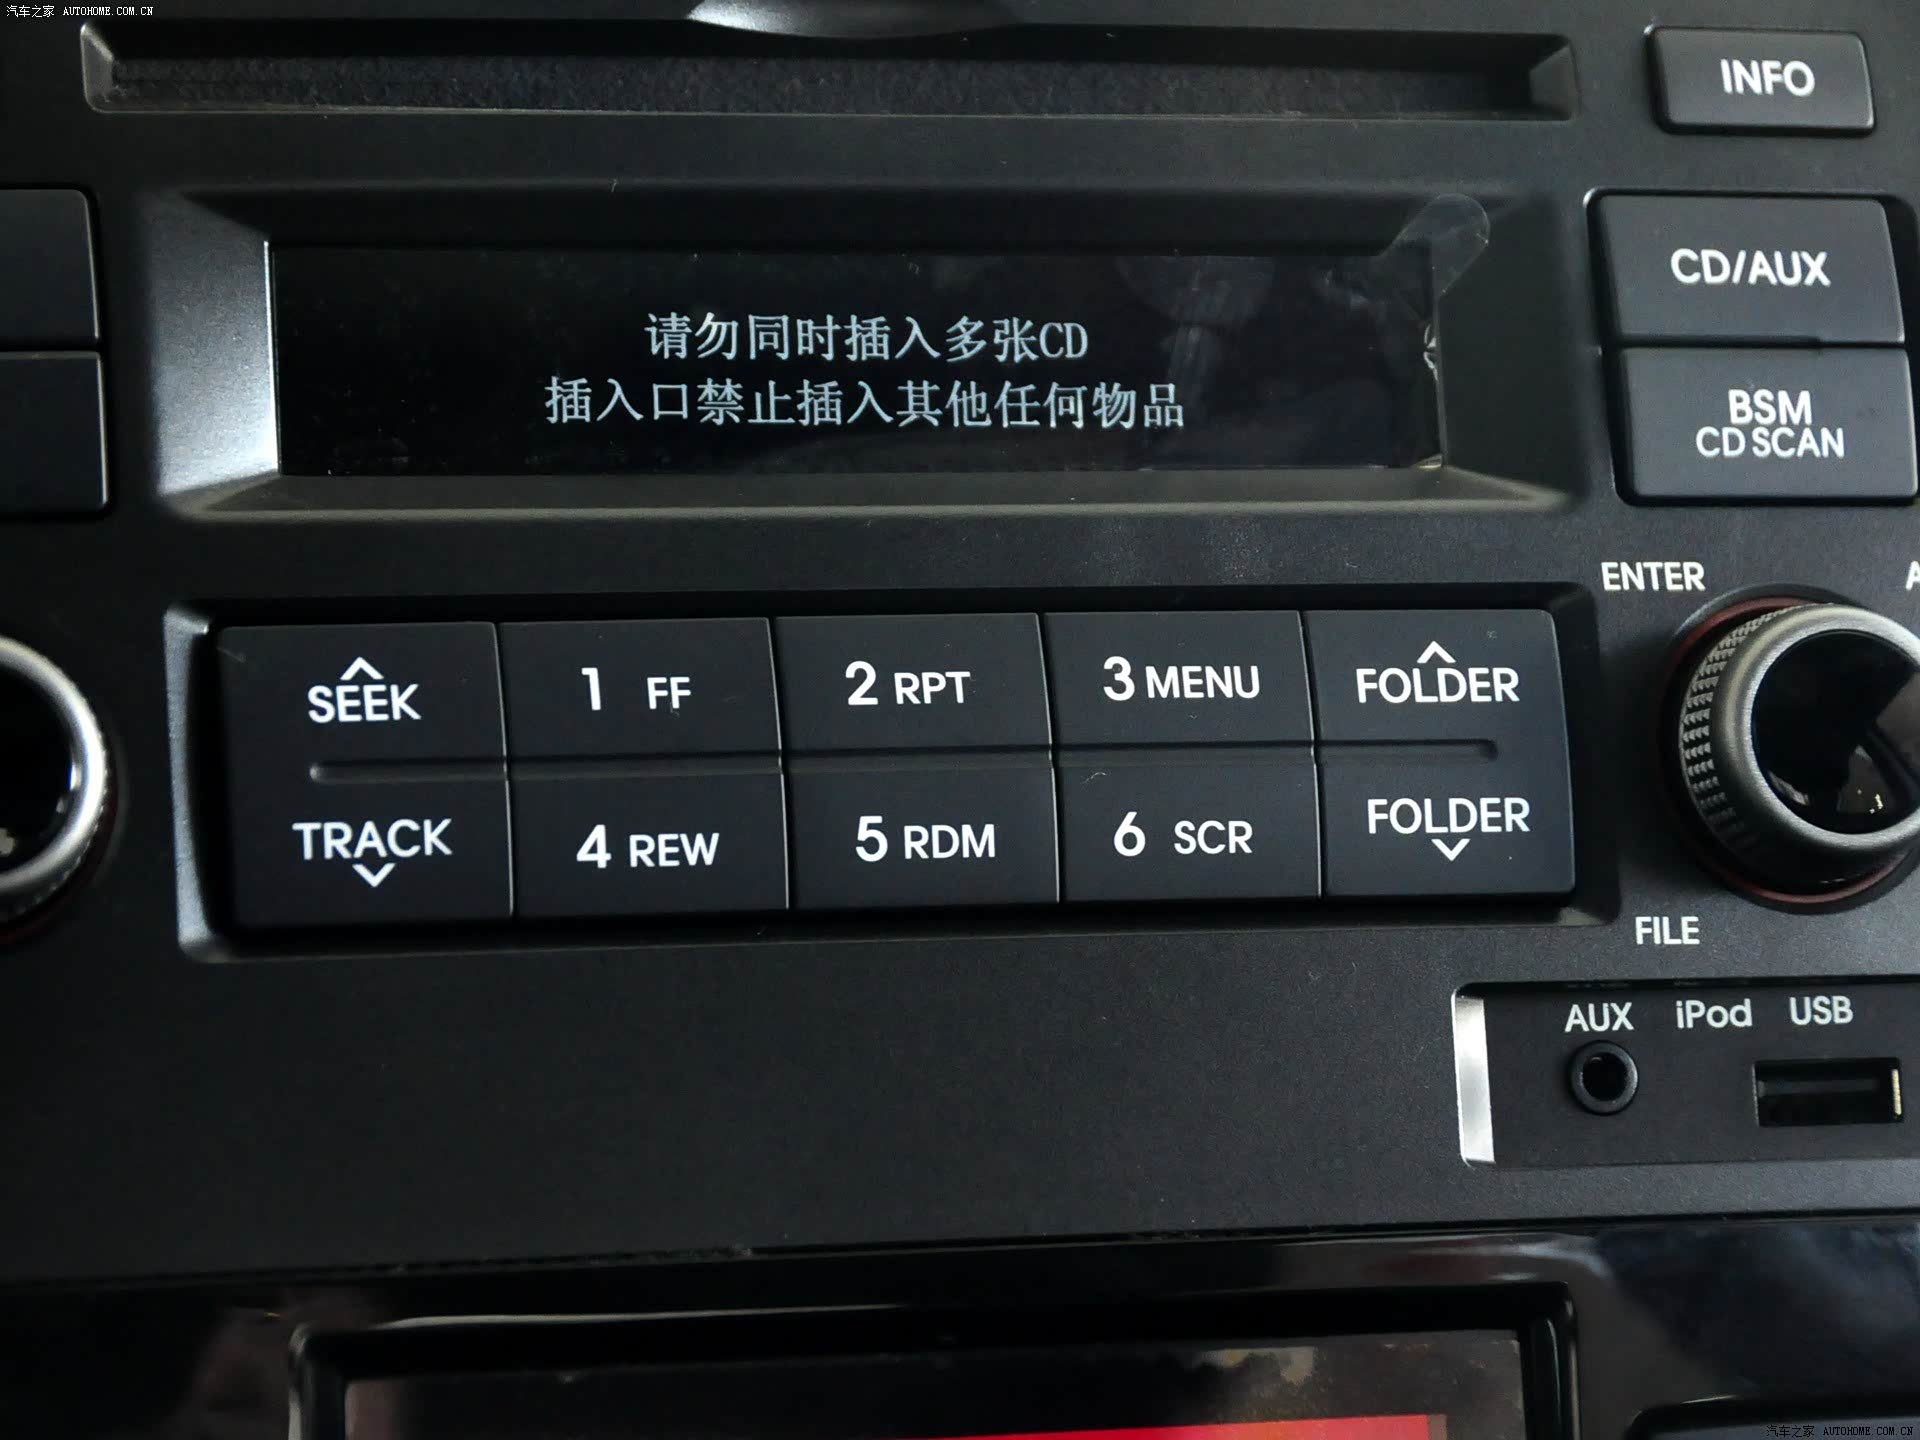 汽车之家 AUTOHOME.COM.CN
INFO
请勿同时插入多张CD
插入口禁止插入其他任何物品
CD/AUX
BSM
CD SCAN
ENTER
SEEK
1 FF
2 RPT
3 MENU
FOLDER
TRACK
4 REW
5 RDM
6 SCR
FOLDER
FILE
AUX iPod USB
汽车之家 AUTOHOME.COM.CN